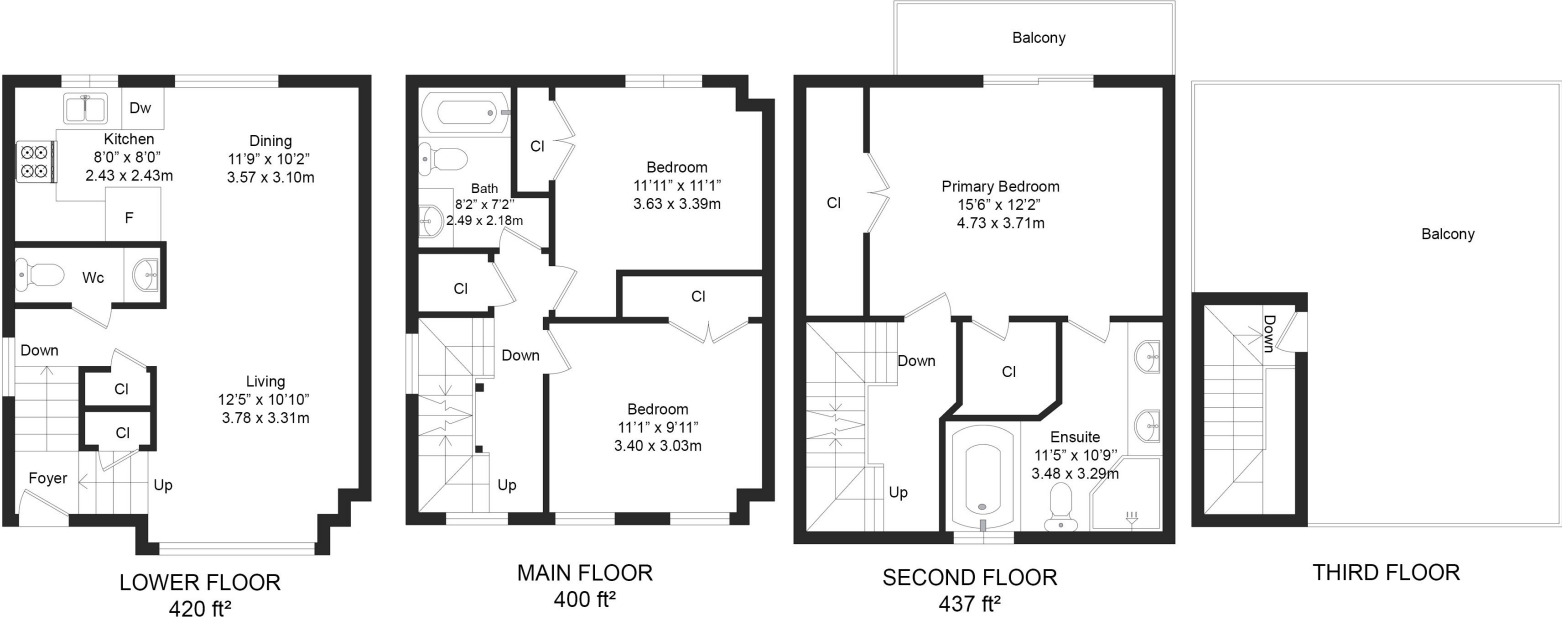 Dw
Kitchen
8'0" x 8'0"
2.43 x 2.43m
Dining
11'9" x 10'2"
3.57 x 3.10m
F
Wc
Down
Cl
Cl
Living
12'5" x 10'10"
3.78 x 3.31m
Foyer
Up
LOWER FLOOR
420 ft²
Cl
Bath
8'2" x 7'2"
2.49 x 2.18m
Bedroom
11'11" x 11'1"
3.63 x 3.39m
Cl
Cl
Down
Bedroom
11'1" x 9'11"
3.40 x 3.03m
Up
MAIN FLOOR
400 ft²
Balcony
Cl
Primary Bedroom
15'6" x 12'2"
4.73 x 3.71m
Down
Cl
Ensuite
11'5" x 10'9"
3.48 x 3.29m
Up
SECOND FLOOR
437 ft²
Balcony
Down
THIRD FLOOR